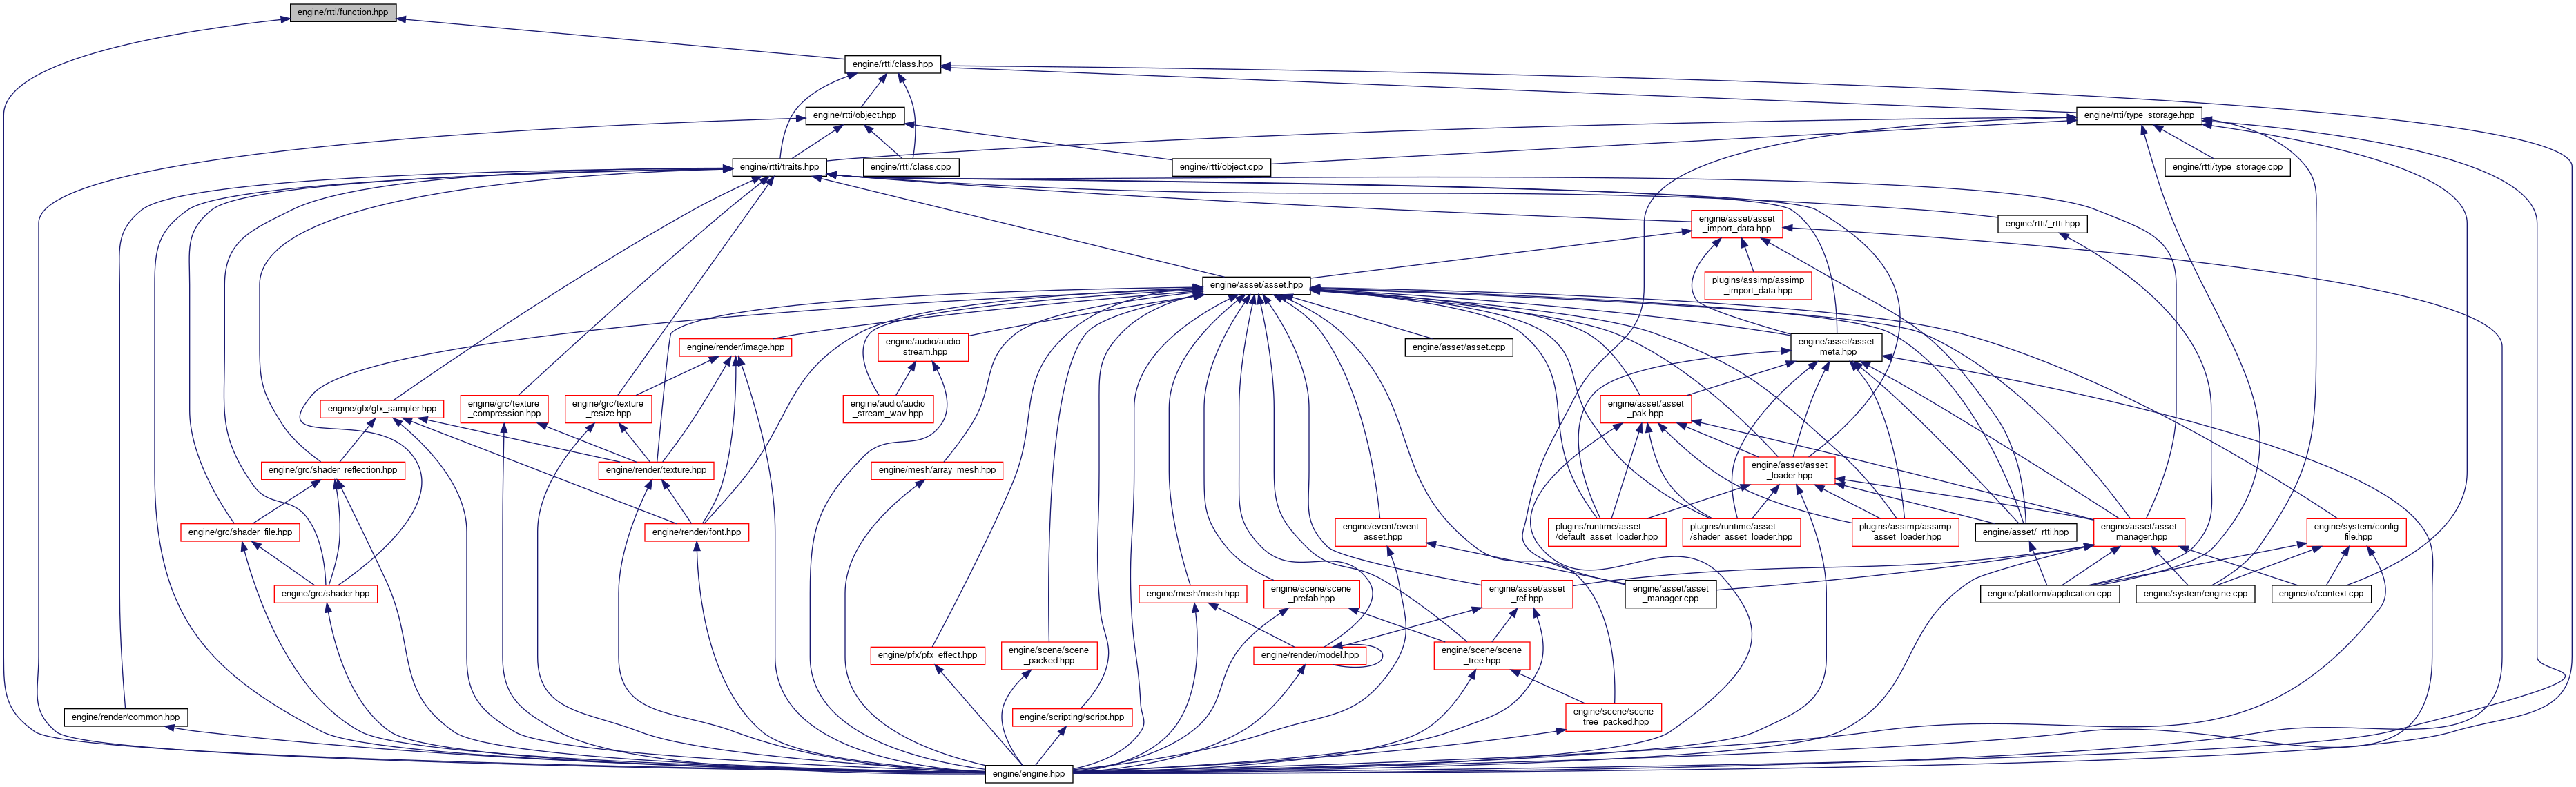 engine/rtti/function.hpp
engine/rtti/class.hpp
engine/rtti/object.hpp
engine/rtti/type_storage.hpp
engine/rtti/traits.hpp
engine/rtti/class.cpp
engine/rtti/object.cpp
engine/rtti/type_storage.cpp
engine/asset/asset
_import_data.hpp
engine/rtti/_rtti.hpp
engine/asset/asset.hpp
plugins/assimp/assimp
_import_data.hpp
engine/render/image.hpp
engine/audio/audio
_stream.hpp
engine/asset/asset.cpp
engine/asset/asset
_meta.hpp
engine/gfx/gfx_sampler.hpp
engine/grc/texture
_compression.hpp
engine/grc/texture
_resize.hpp
engine/audio/audio
_stream_wav.hpp
engine/asset/asset
_pak.hpp
engine/grc/shader_reflection.hpp
engine/render/texture.hpp
engine/mesh/array_mesh.hpp
engine/asset/asset
_loader.hpp
engine/grc/shader_file.hpp
engine/render/font.hpp
engine/event/event
_asset.hpp
plugins/runtime/asset
/default_asset_loader.hpp
plugins/runtime/asset
/shader_asset_loader.hpp
plugins/assimp/assimp
_asset_loader.hpp
engine/asset/_rtti.hpp
engine/asset/asset
_manager.hpp
engine/system/config
_file.hpp
engine/grc/shader.hpp
engine/mesh/mesh.hpp
engine/scene/scene
_prefab.hpp
engine/asset/asset
_ref.hpp
engine/asset/asset
_manager.cpp
engine/platform/application.cpp
engine/system/engine.cpp
engine/io/context.cpp
engine/pfx/pfx_effect.hpp
engine/scene/scene
_packed.hpp
engine/render/model.hpp
engine/scene/scene
_tree.hpp
engine/render/common.hpp
engine/scripting/script.hpp
engine/scene/scene
_tree_packed.hpp
engine/engine.hpp